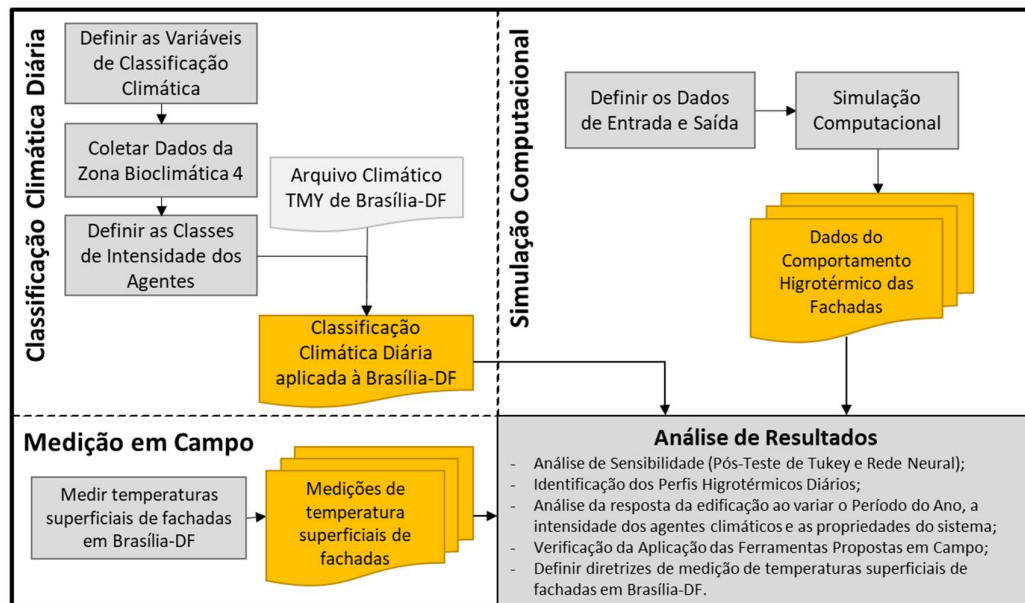 Classificação Climática Diária
Definir as Variáveis
de Classificação
Climática
Coletar Dados da
Zona Bioclimática 4
Definir as Classes
de Intensidade dos
Agentes
Arquivo Climático
TMY de Brasília-DF
Classificação
Climática Diária
aplicada à Brasília-DF
Simulação Computacional
Definir os Dados
de Entrada e Saída
Simulação
Computacional
Dados do
Comportamento
Higrotérmico das
Fachadas
Medição em Campo
Medir temperaturas
superficiais de fachadas
em Brasília-DF
Medições de
temperatura
superficiais de
fachadas
Análise de Resultados
- Análise de Sensibilidade (Pós-Teste de Tukey e Rede Neural);
- Identificação dos Perfis Higrotérmicos Diários;
- Análise da resposta da edificação ao variar o Período do Ano, a
intensidade dos agentes climáticos e as propriedades do sistema;
- Verificação da Aplicação das Ferramentas Propostas em Campo;
- Definir diretrizes de medição de temperaturas superficiais de
fachadas em Brasília-DF.